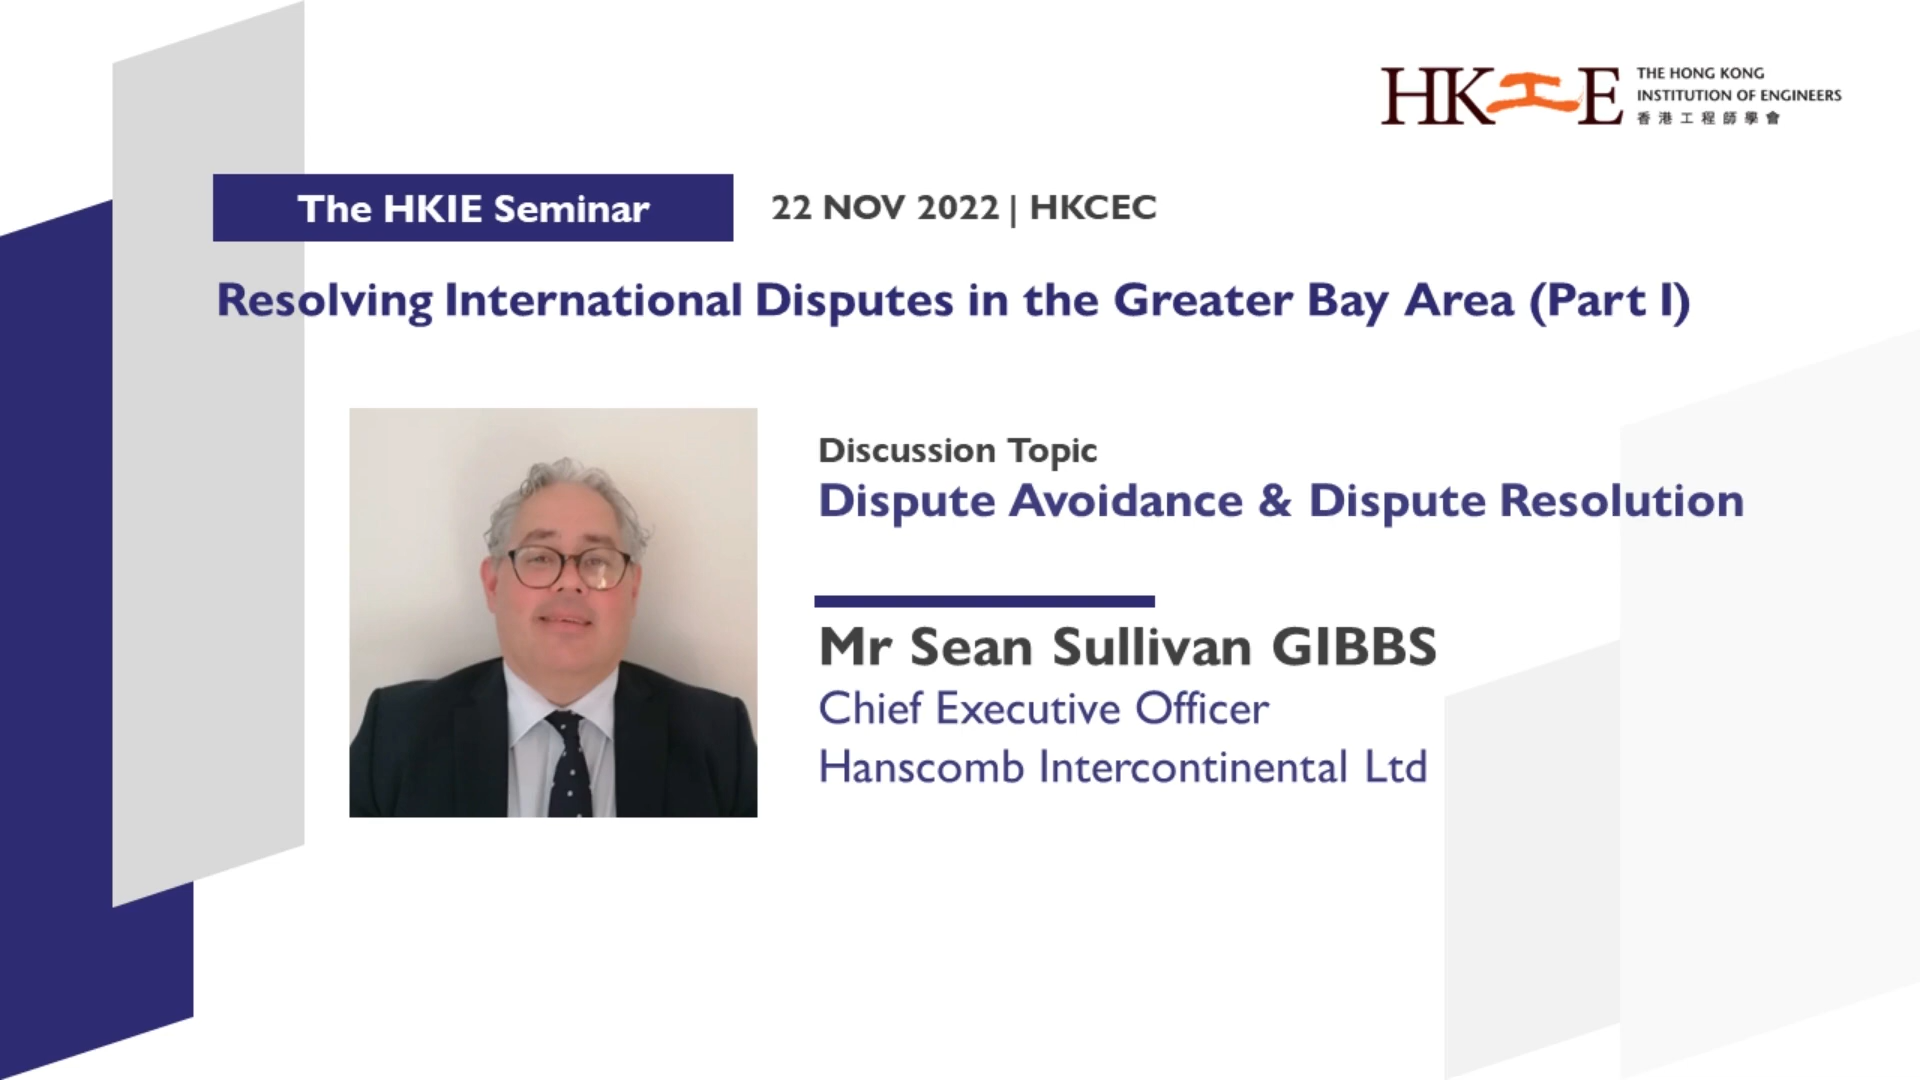 HKIE
THE HONG KONG
INSTITUTION OF ENGINEERS
香港工程師學會
The HKIE Seminar
22 NOV 2022 | HKCEC
Resolving International Disputes in the Greater Bay Area (Part I)
Discussion Topic
Dispute Avoidance & Dispute Resolution
Mr Sean Sullivan GIBBS
Chief Executive Officer
Hanscomb Intercontinental Ltd